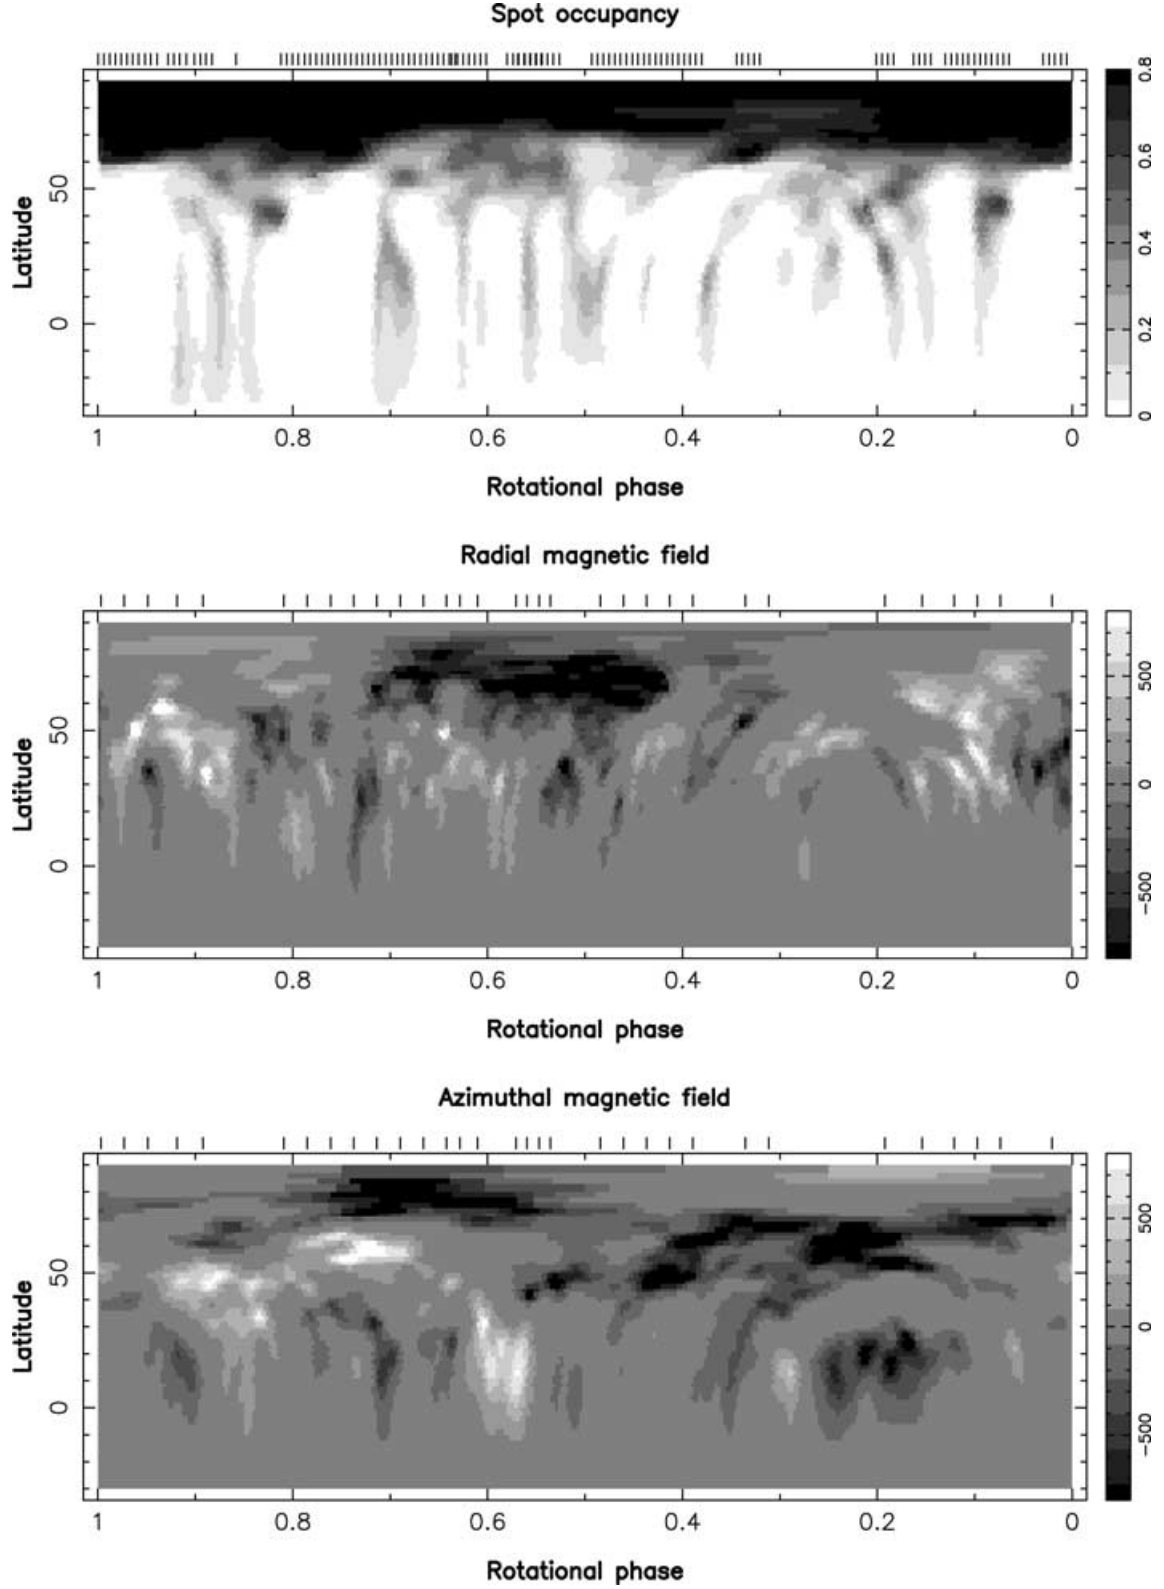 Spot occupancy
Latitude
50
0
1 0.8 0.6 0.4 0.2 0
Rotational phase
0.8
0.6
0.4
0.2
0
Radial magnetic field
Latitude
50
0
1 0.8 0.6 0.4 0.2 0
Rotational phase
500
0
−500
Azimuthal magnetic field
Latitude
50
0
1 0.8 0.6 0.4 0.2 0
Rotational phase
500
0
−500